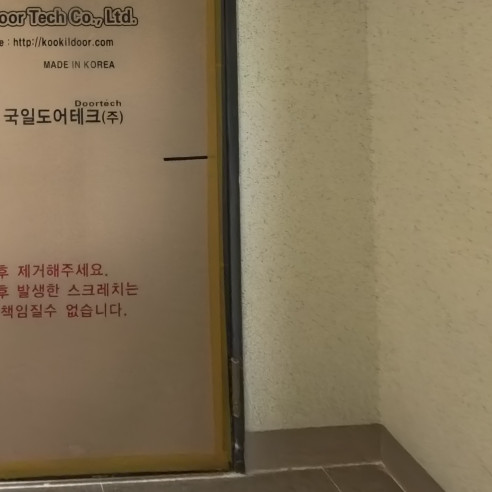 oor Tech Co., Ltd.
e : http://kookildoor.com
MADE IN KOREA
Doortech
국일도어테크(주)
후 제거해주세요.
후 발생한 스크레치는
책임질수 없습니다.